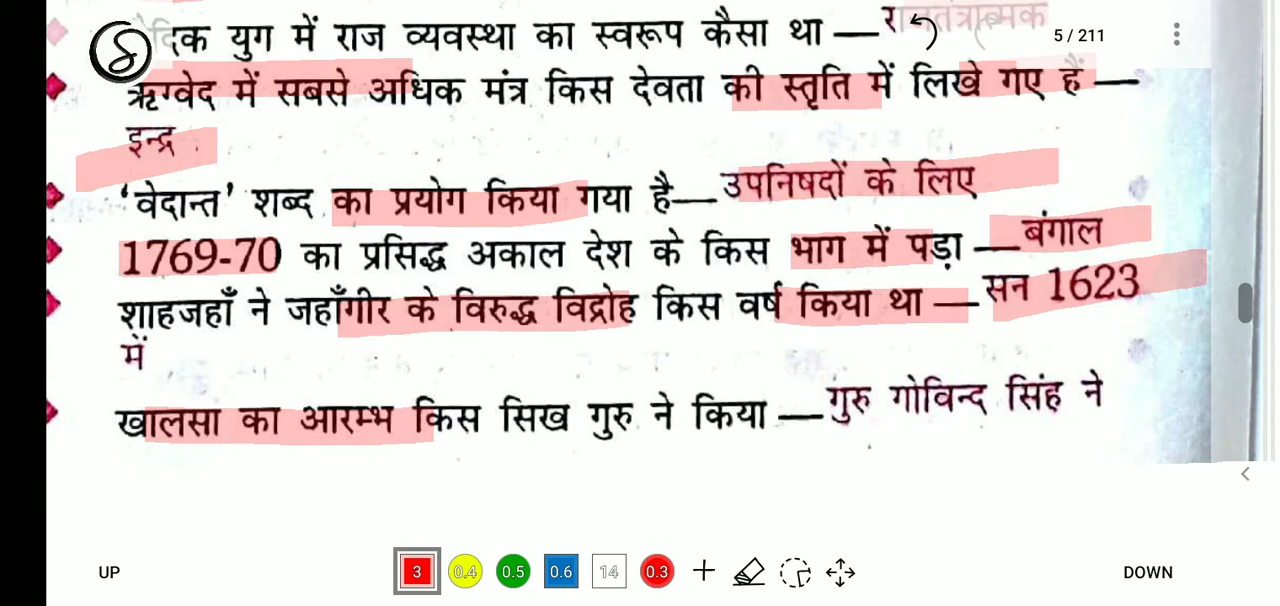 युग में राज व्यवस्था का स्वरूप कैसा था —
5 / 211
8
ऋग्वेद में सबसे अधिक मंत्र किस देवता की स्तृति में लिखे गए हैं —
इन्द्र
‘वेदान्त’ शब्द का प्रयोग किया गया है— उपनिषदों के लिए
1769-70 का प्रसिद्ध अकाल देश के किस भाग में पड़ा — बंगाल
शाहजहाँ ने जहाँगीर के विरुद्ध विद्रोह किस वर्ष किया था — सन 1623
में
खालसा का आरम्भ किस सिख गुरु ने किया — गुरु गोविन्द सिंह ने
UP 3 0.4 0.5 0.6 14 0.3 DOWN